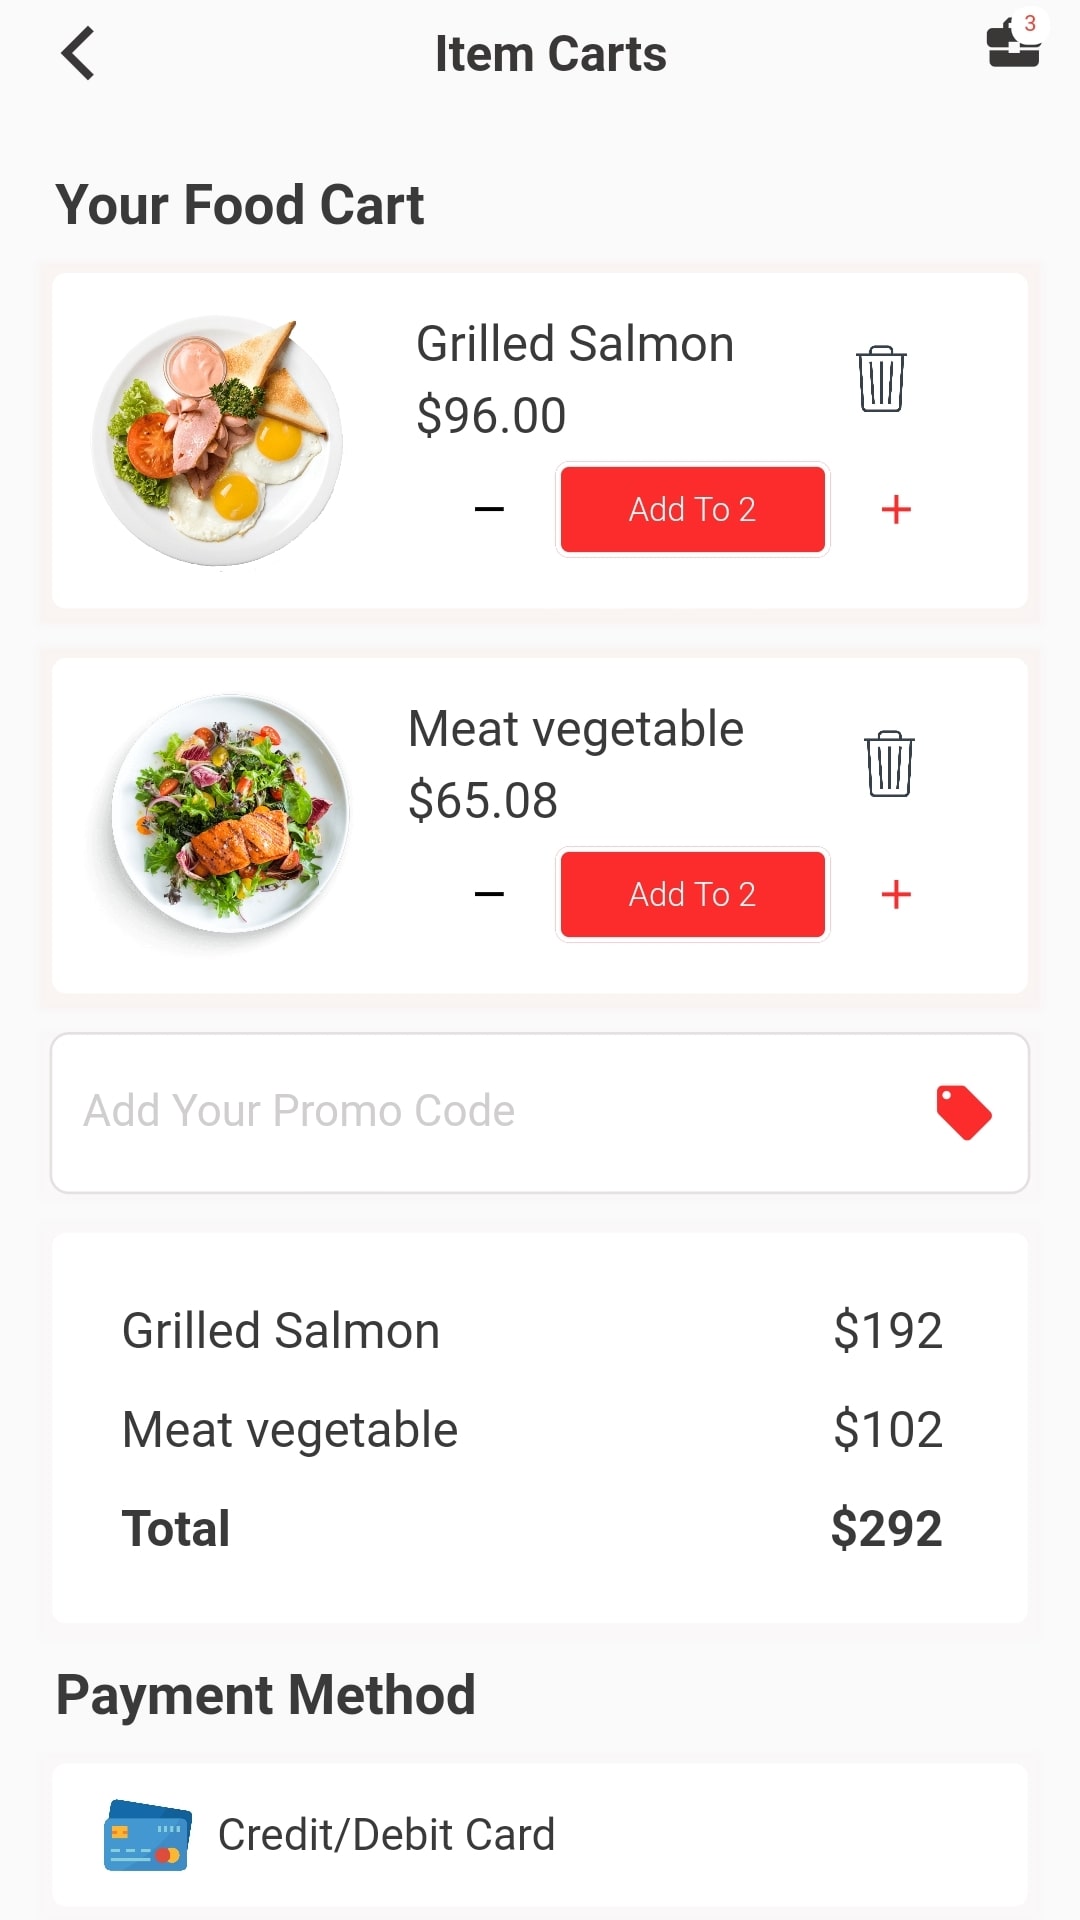 Item Carts
3
Your Food Cart
Grilled Salmon
$96.00
Add To 2
Meat vegetable
$65.08
Add To 2
Add Your Promo Code
Grilled Salmon $192
Meat vegetable $102
Total $292
Payment Method
Credit/Debit Card